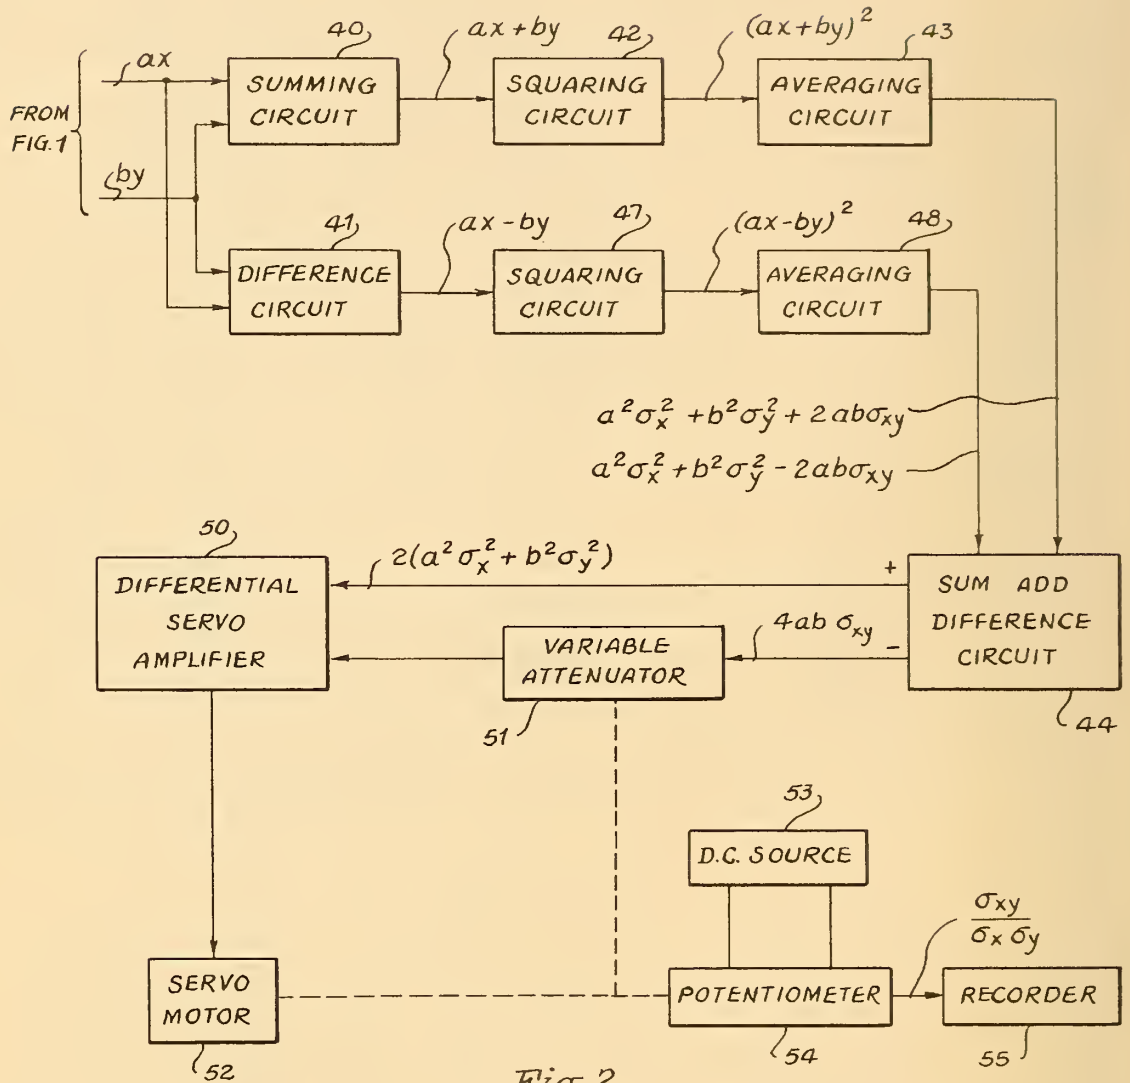 40
ax + by
42
(ax+by)²
43
ax
SUMMING
CIRCUIT
SQUARING
CIRCUIT
AVERAGING
CIRCUIT
FROM
FIG.1
by
41
ax - by
47
(ax-by)²
48
DIFFERENCE
CIRCUIT
SQUARING
CIRCUIT
AVERAGING
CIRCUIT
a²σx² + b²σy² + 2abσxy
a²σx² + b²σy² - 2abσxy
50
2(a²σx² + b²σy²)
+
DIFFERENTIAL
SERVO
AMPLIFIER
SUM ADD
DIFFERENCE
CIRCUIT
4ab σxy
-
VARIABLE
ATTENUATOR
51
44
53
D.C. SOURCE
σxy
σx σy
SERVO
MOTOR
POTENTIOMETER
RECORDER
52
54
55
Fig. 2